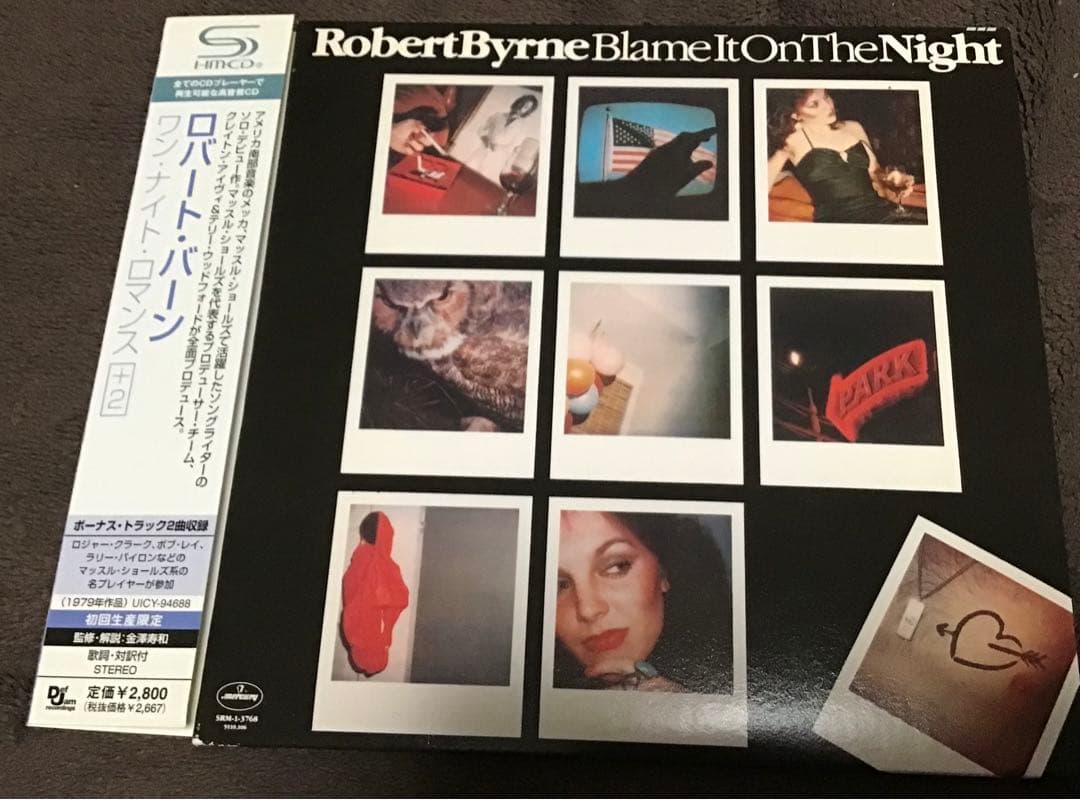 SHM-CD®
全てのCDプレーヤーで
再生可能な高音質CD
ロバート・バーン
ワン・ナイト・ロマンス +2
アメリカ南部音楽のメッカ、マッスル・ショールズで活躍したソングライターの
ソロ・デビュー作。マッスル・ショールズを代表するプロデューサー・チーム、
クレイトン・アイヴィ&テリー・ウッドフォードが全面プロデュース。
ボーナス・トラック2曲収録
ロジャー・クラーク、ボブ・レイ、
ラリー・バイロンなどの
マッスル・ショールズ系の
名プレイヤーが参加
(1979年作品) UICY-94688
初回生産限定
監修・解説:金澤寿和
歌詞・対訳付
STEREO
Def Jam
recordings
定価¥2,800
(税抜価格¥2,667)
Robert Byrne Blame It On The Night
PARK
mercury
SRM-1-3768
9110.106